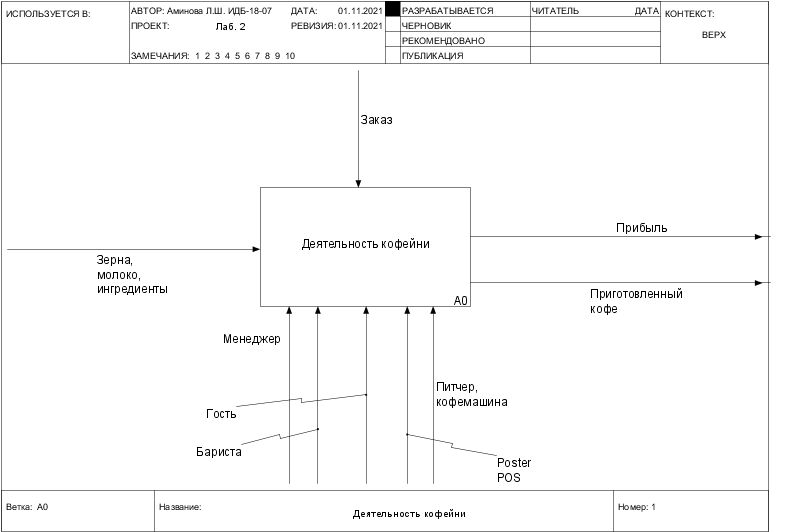 ИСПОЛЬЗУЕТСЯ В:
АВТОР: Аминова Л.Ш. ИДБ-18-07
ДАТА: 01.11.2021
ПРОЕКТ: Лаб. 2
РЕВИЗИЯ: 01.11.2021
ЗАМЕЧАНИЯ: 1 2 3 4 5 6 7 8 9 10
РАЗРАБАТЫВАЕТСЯ
ЧЕРНОВИК
РЕКОМЕНДОВАНО
ПУБЛИКАЦИЯ
ЧИТАТЕЛЬ
ДАТА
КОНТЕКСТ:
ВЕРХ
Заказ
Деятельность кофейни
A0
Прибыль
Зерна,
молоко,
ингредиенты
Приготовленный
кофе
Менеджер
Питчер,
кофемашина
Гость
Бариста
Poster
POS
Ветка: A0
Название:
Деятельность кофейни
Номер: 1